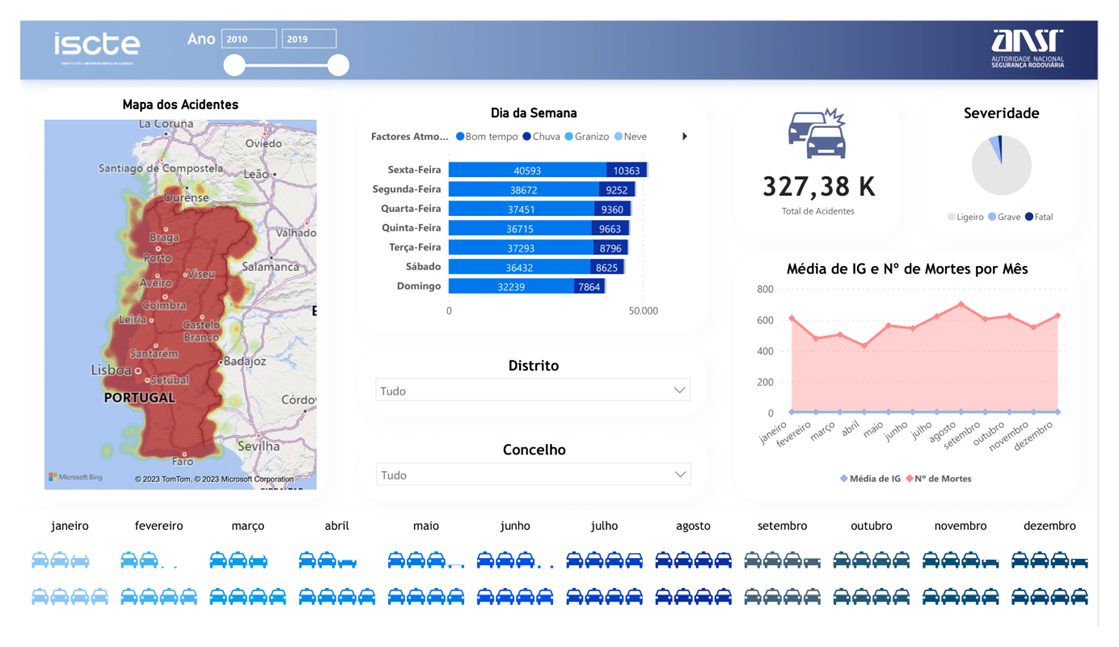 iscte
INSTITUTO UNIVERSITÁRIO DE LISBOA
Ano 2010 2019
ansr
AUTORIDADE NACIONAL
SEGURANÇA RODOVIÁRIA
Mapa dos Acidentes
La Coruña
Oviedo
Santiago de Compostela
Leão
Ourense
Braga
Valhado
Porto
Viseu
Salamanca
Aveiro
Coimbra
Leiria
Castelo
Branco
Santarém
Lisboa
Badajoz
Setúbal
PORTUGAL
Córdo
Sevilha
Faro
Microsoft Bing
© 2023 TomTom, © 2023 Microsoft Corporation
Dia da Semana
Factores Atmo... Bom tempo Chuva Granizo Neve
Sexta-Feira 40593 10363
Segunda-Feira 38672 9252
Quarta-Feira 37451 9360
Quinta-Feira 36715 9663
Terça-Feira 37293 8796
Sábado 36432 8625
Domingo 32239 7864
0 50.000
Distrito
Tudo
Concelho
Tudo
327,38 K
Total de Acidentes
Severidade
Ligeiro Grave Fatal
Média de IG e Nº de Mortes por Mês
800
600
400
200
0
janeiro fevereiro março abril maio junho julho agosto setembro outubro novembro dezembro
Média de IG Nº de Mortes
janeiro fevereiro março abril maio junho julho agosto setembro outubro novembro dezembro